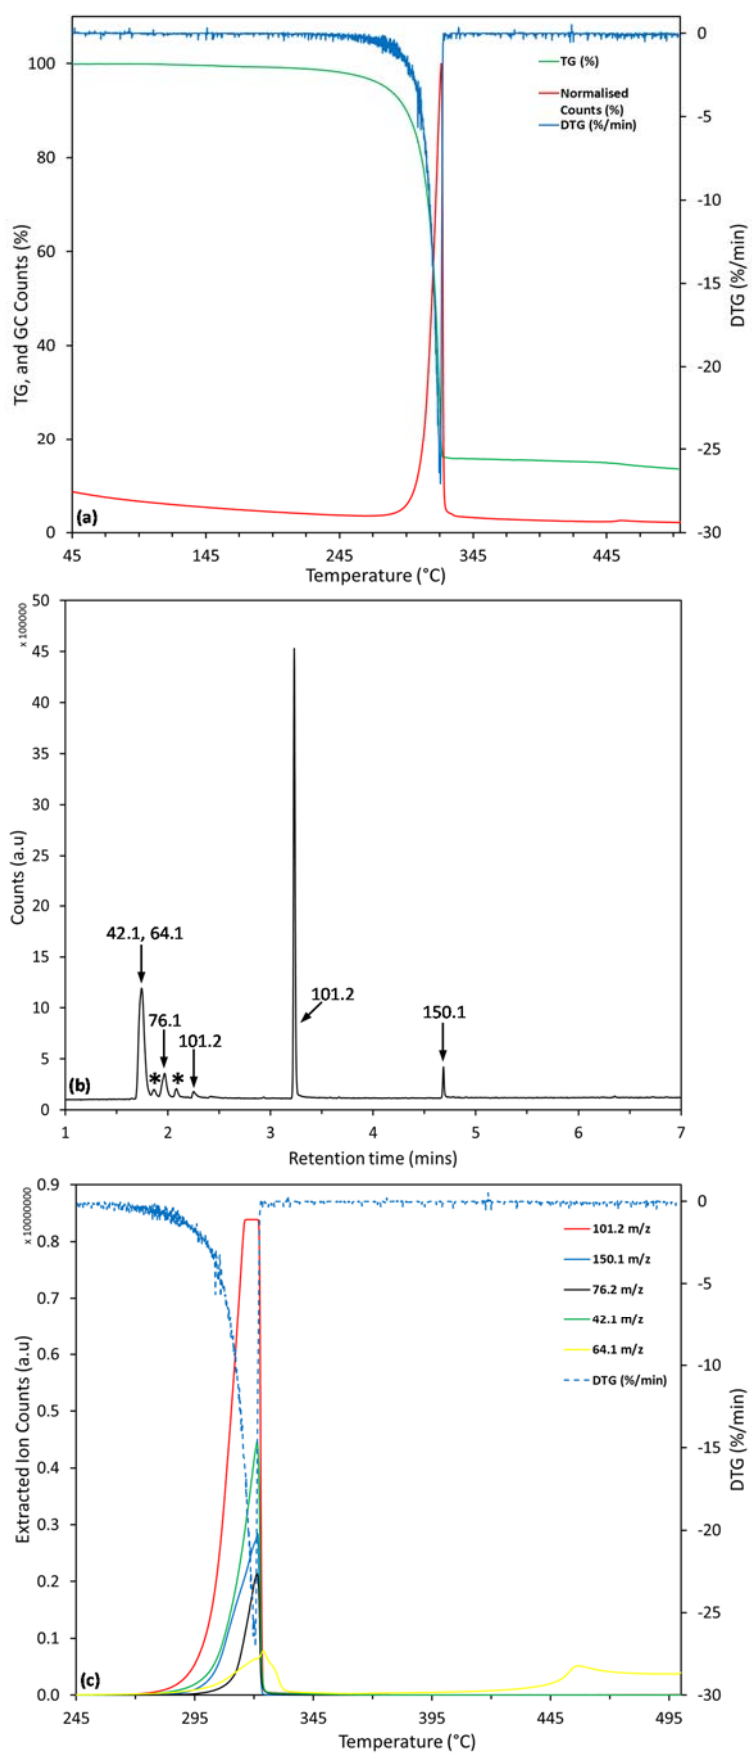 0
100
TG (%)
Normalised
Counts (%)
DTG (%/min)
-5
80
-10
60
-15
40
-20
20
-25
0
-30
(a)
45
145
245
345
445
Temperature (°C)
TG, and GC Counts (%)
DTG (%/min)
x 100000
50
45
40
35
30
25
20
15
10
5
0
Counts (a.u)
42.1, 64.1
76.1
101.2
* *
101.2
150.1
(b)
1
2
3
4
5
6
7
Retention time (mins)
x 100000000
0.9
0.8
0.7
0.6
0.5
0.4
0.3
0.2
0.1
0.0
Extracted Ion Counts (a.u)
101.2 m/z
150.1 m/z
76.2 m/z
42.1 m/z
64.1 m/z
DTG (%/min)
0
-5
-10
-15
-20
-25
-30
DTG (%/min)
(c)
245
295
345
395
445
495
Temperature (°C)